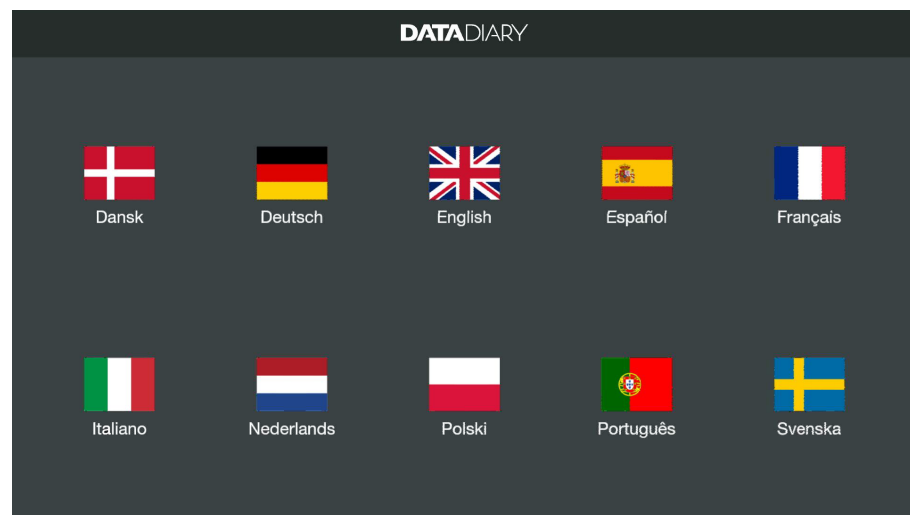 DATADIARY
Dansk
Deutsch
English
Español
Français
Italiano
Nederlands
Polski
Português
Svenska